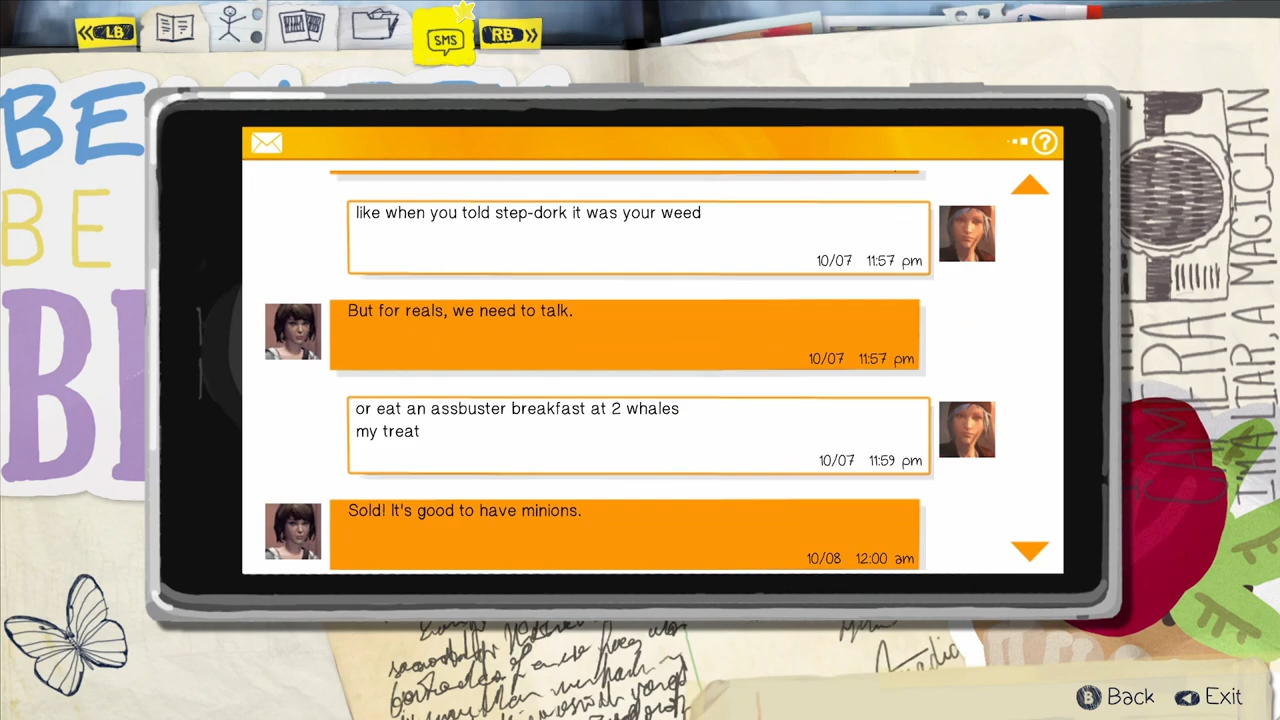 LB
SMS
RB
BE
BE
like when you told step-dork it was your weed
10/07 11:57 pm
But for reals, we need to talk.
10/07 11:57 pm
or eat an assbuster breakfast at 2 whales
my treat
10/07 11:59 pm
Sold! It's good to have minions.
10/08 12:00 am
CAMERA
I'M A LIAR, A MAGICIAN
B Back
Exit